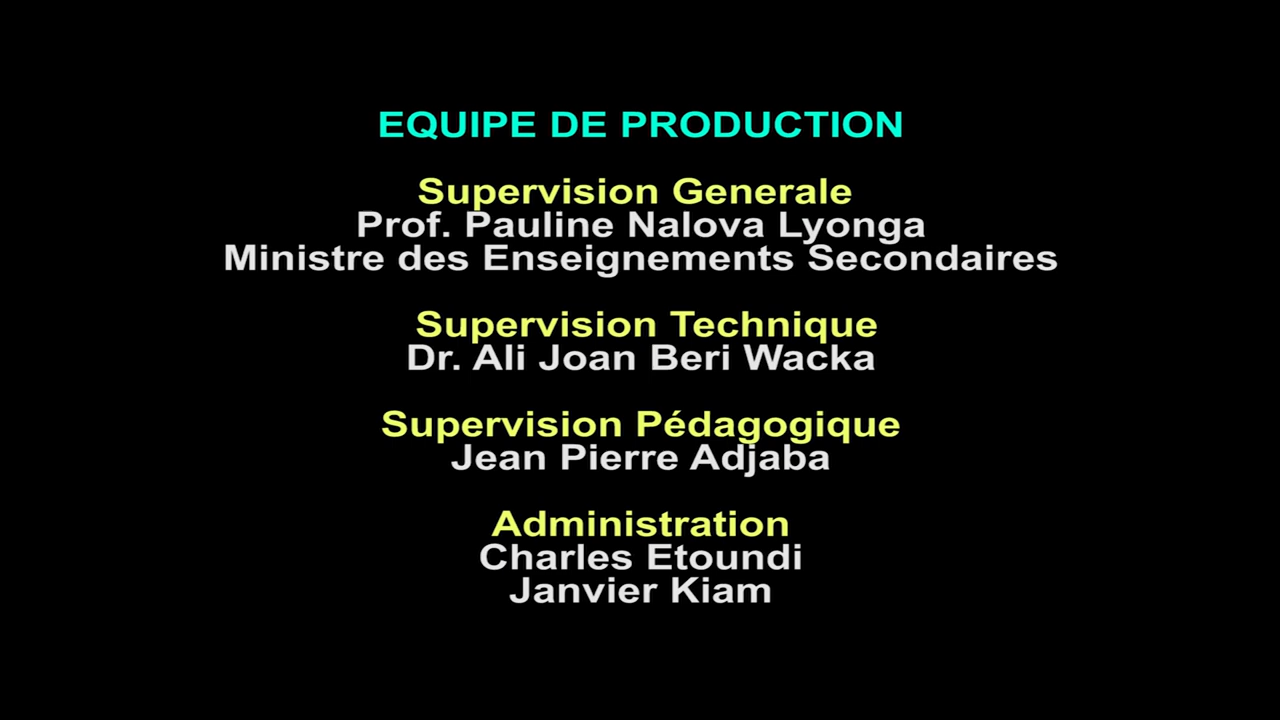 EQUIPE DE PRODUCTION
Supervision Generale
Prof. Pauline Nalova Lyonga
Ministre des Enseignements Secondaires
Supervision Technique
Dr. Ali Joan Beri Wacka
Supervision Pédagogique
Jean Pierre Adjaba
Administration
Charles Etoundi
Janvier Kiam